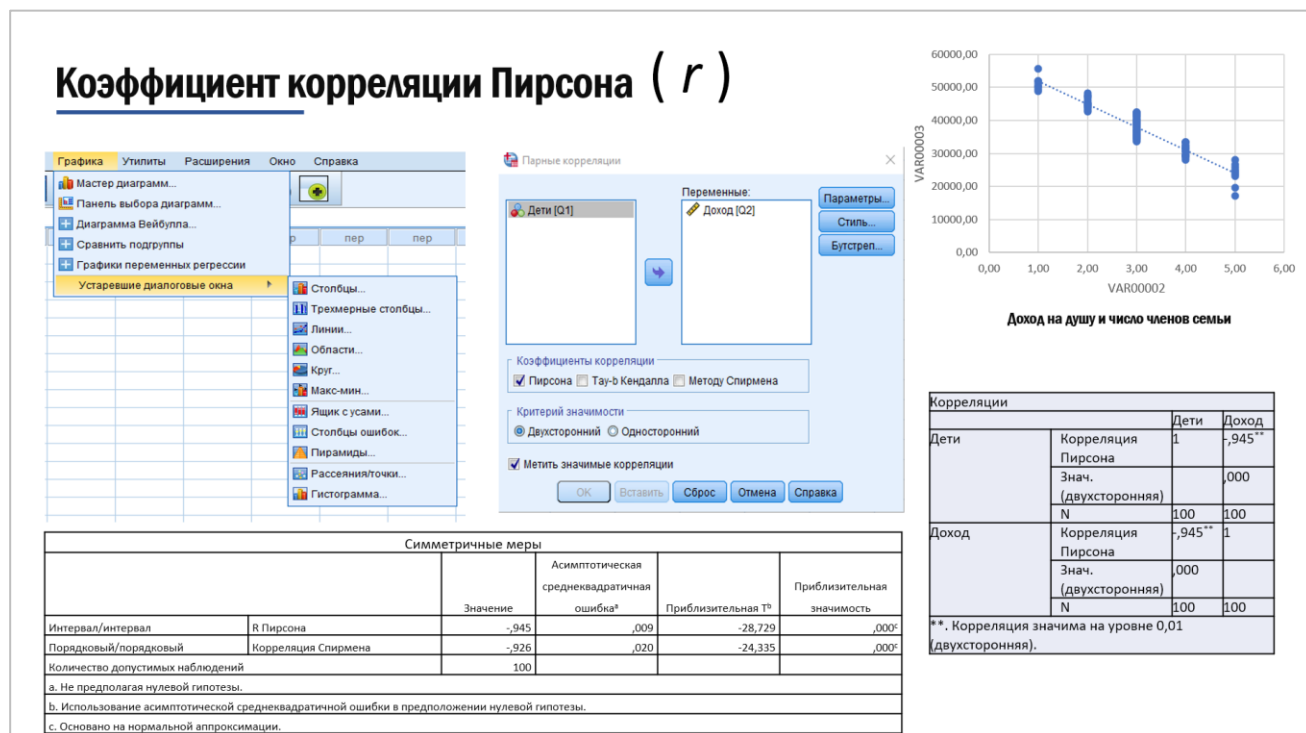 Коэффициент корреляции Пирсона ( r )
Графика Утилиты Расширения Окно Справка
Мастер диаграмм...
Панель выбора диаграмм...
Диаграмма Вейбулла...
Сравнить подгруппы
Графики переменных регрессии
Устаревшие диалоговые окна
пер пер
Столбцы...
Трехмерные столбцы...
Линии...
Области...
Круг...
Макс-мин...
Ящик с усами...
Столбцы ошибок...
Пирамиды...
Рассеяния/точки...
Гистограмма...
Парные корреляции
Переменные:
Дети [Q1]
Доход [Q2]
Параметры...
Стиль...
Бутстреп...
Коэффициенты корреляции
Пирсона Тау-b Кендалла Методу Спирмена
Критерий значимости
Двухсторонний Односторонний
Метить значимые корреляции
OK Вставить Сброс Отмена Справка
60000,00
50000,00
40000,00
30000,00
20000,00
10000,00
0,00
VAR00003
0,00 1,00 2,00 3,00 4,00 5,00 6,00
VAR00002
Доход на душу и число членов семьи
Корреляции
Дети Доход
Дети Корреляция Пирсона 1 -,945**
Знач. (двухсторонняя) ,000
N 100 100
Доход Корреляция Пирсона -,945** 1
Знач. (двухсторонняя) ,000
N 100 100
**. Корреляция значима на уровне 0,01
(двухсторонняя).
Симметричные меры
Значение Асимптотическая среднеквадратичная ошибкаᵃ Приблизительная Tᵇ Приблизительная значимость
Интервал/интервал R Пирсона -,945 ,009 -28,729 ,000ᶜ
Порядковый/порядковый Корреляция Спирмена -,926 ,020 -24,335 ,000ᶜ
Количество допустимых наблюдений 100
a. Не предполагая нулевой гипотезы.
b. Использование асимптотической среднеквадратичной ошибки в предположении нулевой гипотезы.
c. Основано на нормальной аппроксимации.